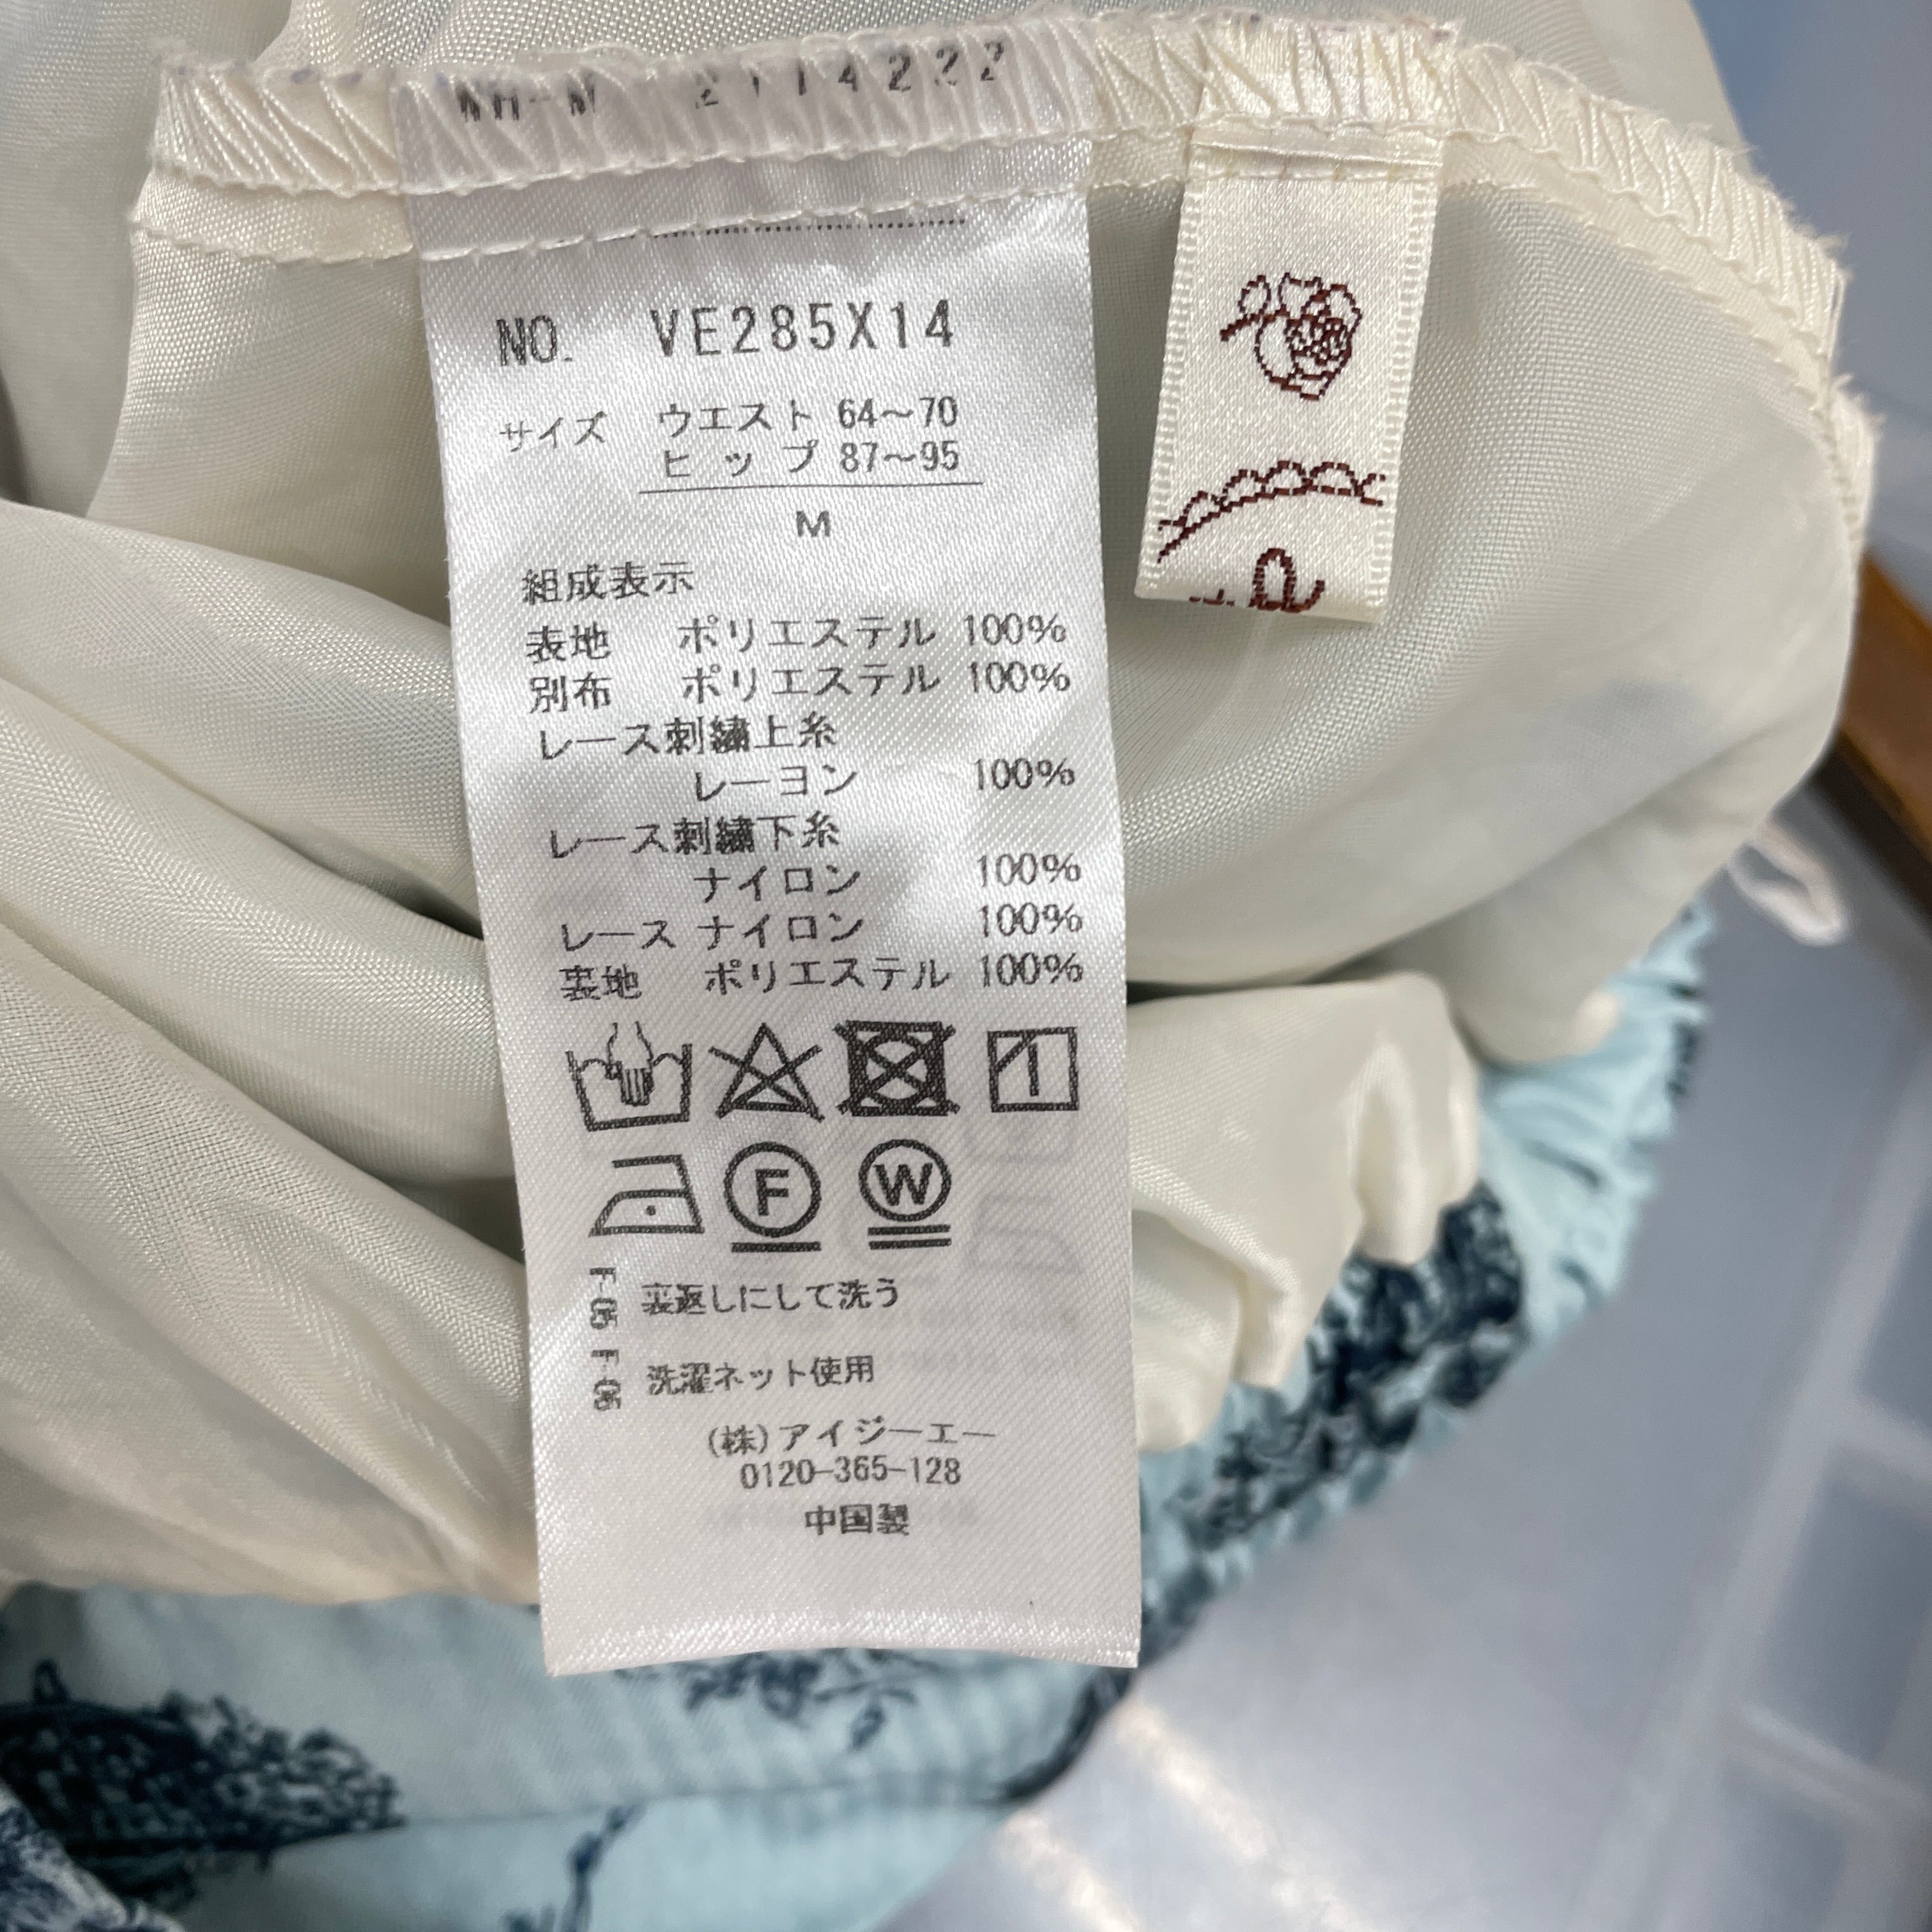 NO. VE285X14
サイズ ウエスト 64～70
ヒップ 87～95
M
組成表示
表地 ポリエステル 100%
別布 ポリエステル 100%
レース刺繍上糸
レーヨン 100%
レース刺繍下糸
ナイロン 100%
レース ナイロン 100%
裏地 ポリエステル 100%
F
W
F-05 裏返しにして洗う
F-06 洗濯ネット使用
(株)アイジーエー
0120-365-128
中国製